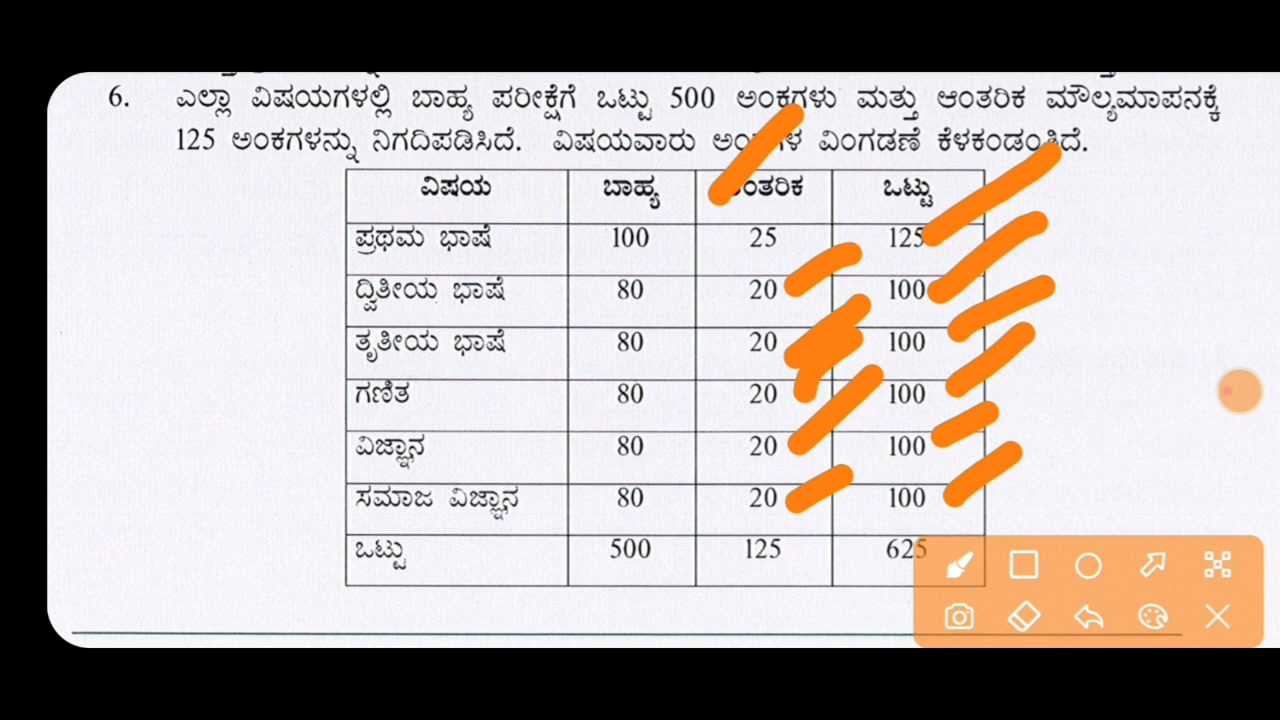 6. ಎಲ್ಲಾ ವಿಷಯಗಳಲ್ಲಿ ಬಾಹ್ಯ ಪರೀಕ್ಷೆಗೆ ಒಟ್ಟು 500 ಅಂಕಗಳು ಮತ್ತು ಆಂತರಿಕ ಮೌಲ್ಯಮಾಪನಕ್ಕೆ
125 ಅಂಕಗಳನ್ನು ನಿಗದಿಪಡಿಸಿದೆ. ವಿಷಯವಾರು ವಿಂಗಡಣೆ
ವಿಷಯ ಬಾಹ್ಯ ಆಂತರಿಕ ಒಟ್ಟು
ಪ್ರಥಮ ಭಾಷೆ 100 25 125
ದ್ವಿತೀಯ ಭಾಷೆ 80 20 100
ತೃತೀಯ ಭಾಷೆ 80 20 100
ಗಣಿತ 80 20 100
ವಿಜ್ಞಾನ 80 20 100
ಸಮಾಜ ವಿಜ್ಞಾನ 80 20 100
ಒಟ್ಟು 500 125 625